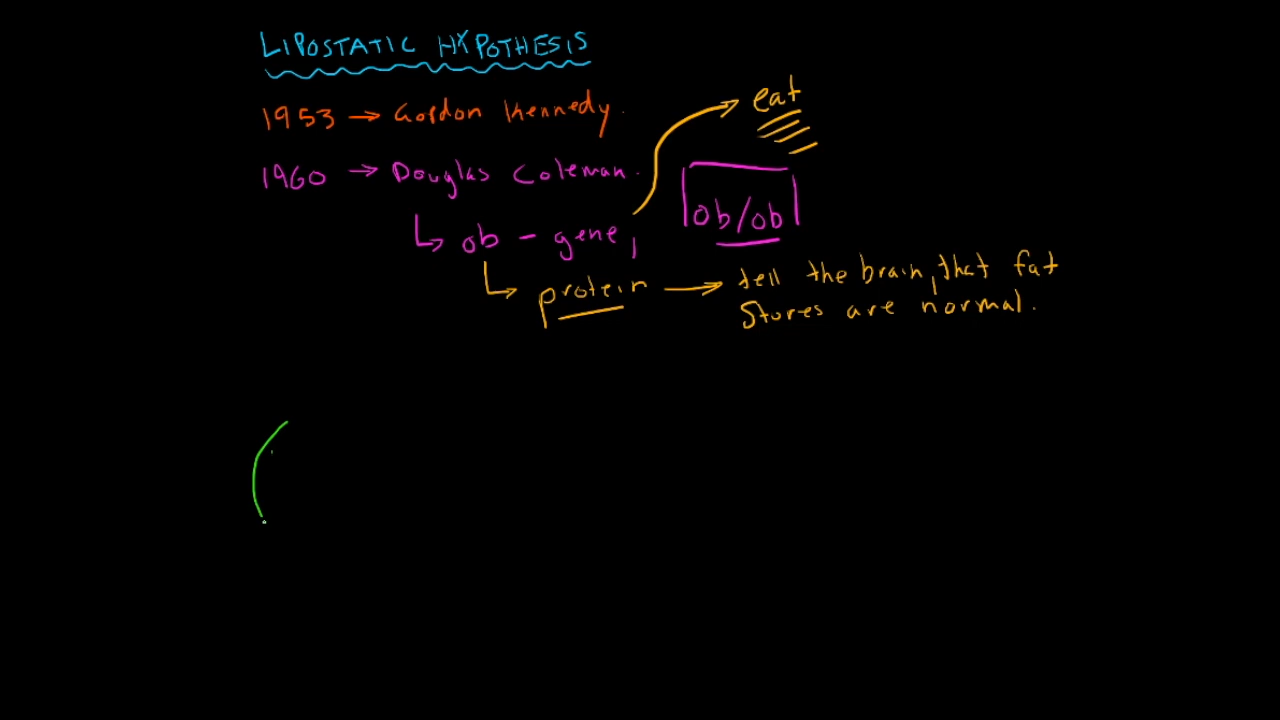 LIPOSTATIC HYPOTHESIS
eat
1953 → Gordon Kennedy.
1960 → Douglas Coleman.
ob - gene,
ob/ob
protein → tell the brain, that fat
Stores are normal.